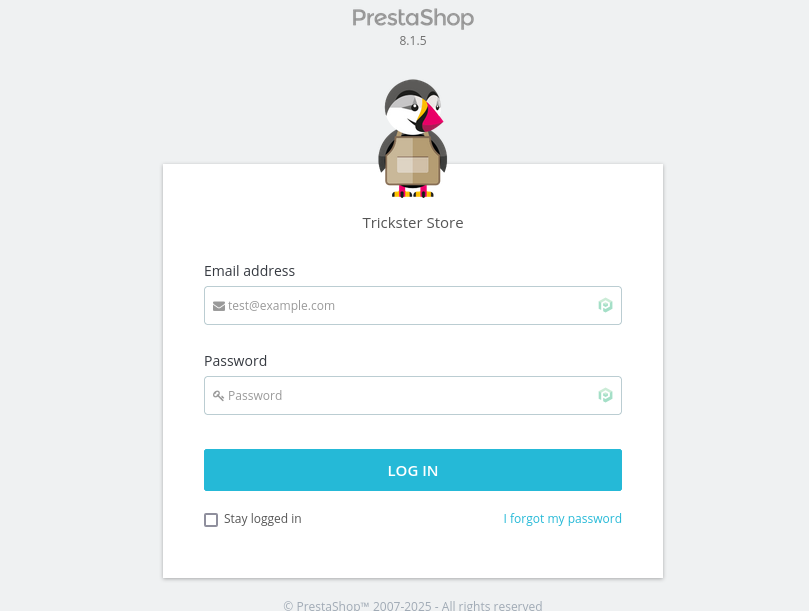 PrestaShop
8.1.5
Trickster Store
Email address
test@example.com
Password
Password
LOG IN
Stay logged in
I forgot my password
© PrestaShop™ 2007-2025 - All rights reserved